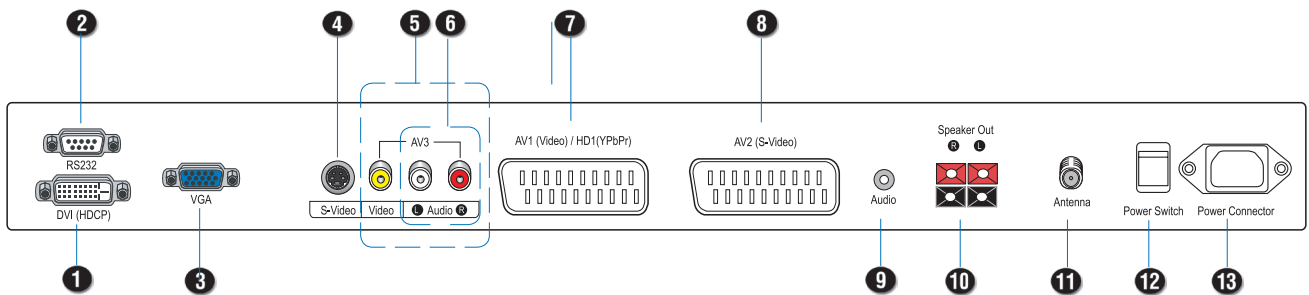 2 4 5 6 7 8
RS232
DVI (HDCP)
VGA
S-Video
AV3
Video
L Audio R
AV1 (Video) / HD1(YPbPr)
AV2 (S-Video)
Audio
Speaker Out
R L
Antenna
Power Switch
Power Connector
1 3 9 10 11 12 13